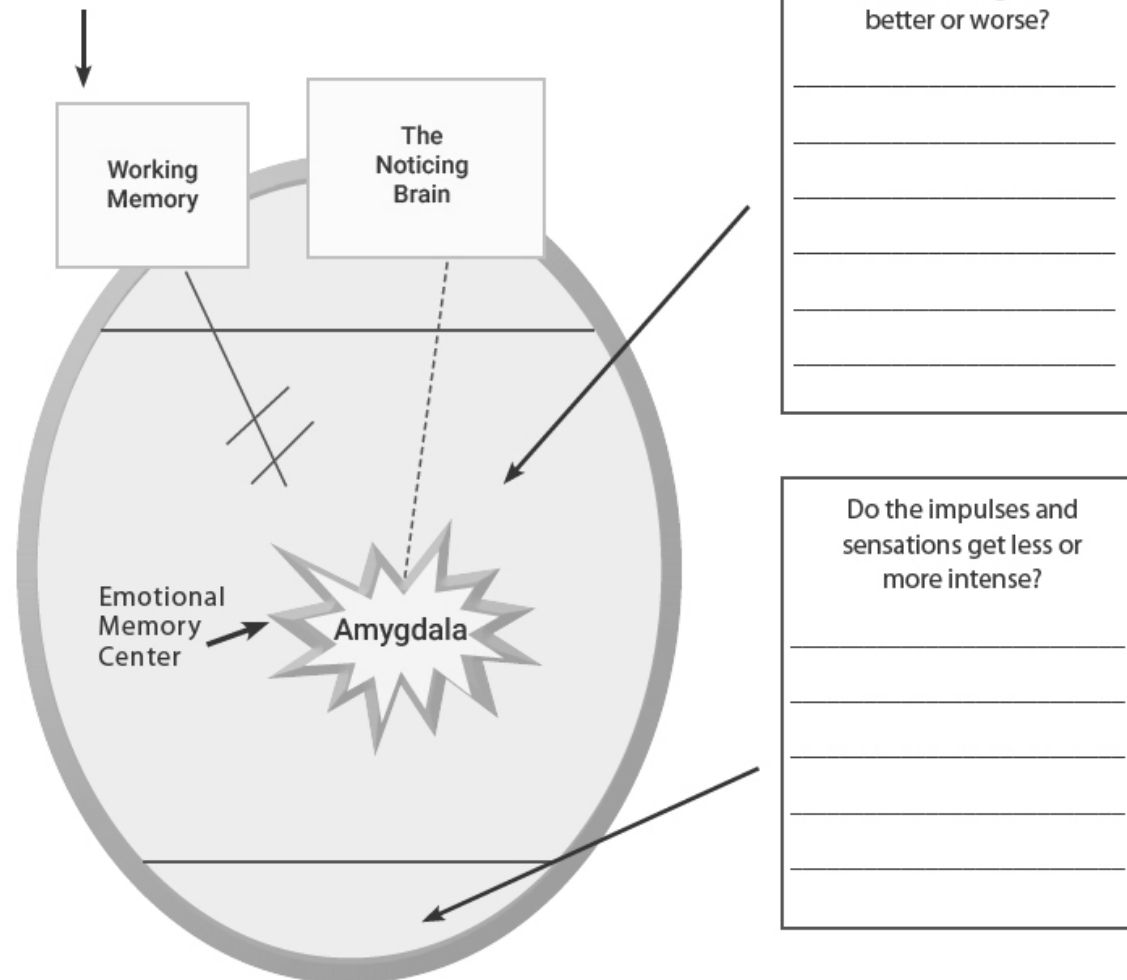 better or worse?
Working
Memory
The
Noticing
Brain
Emotional
Memory
Center
Amygdala
Do the impulses and
sensations get less or
more intense?